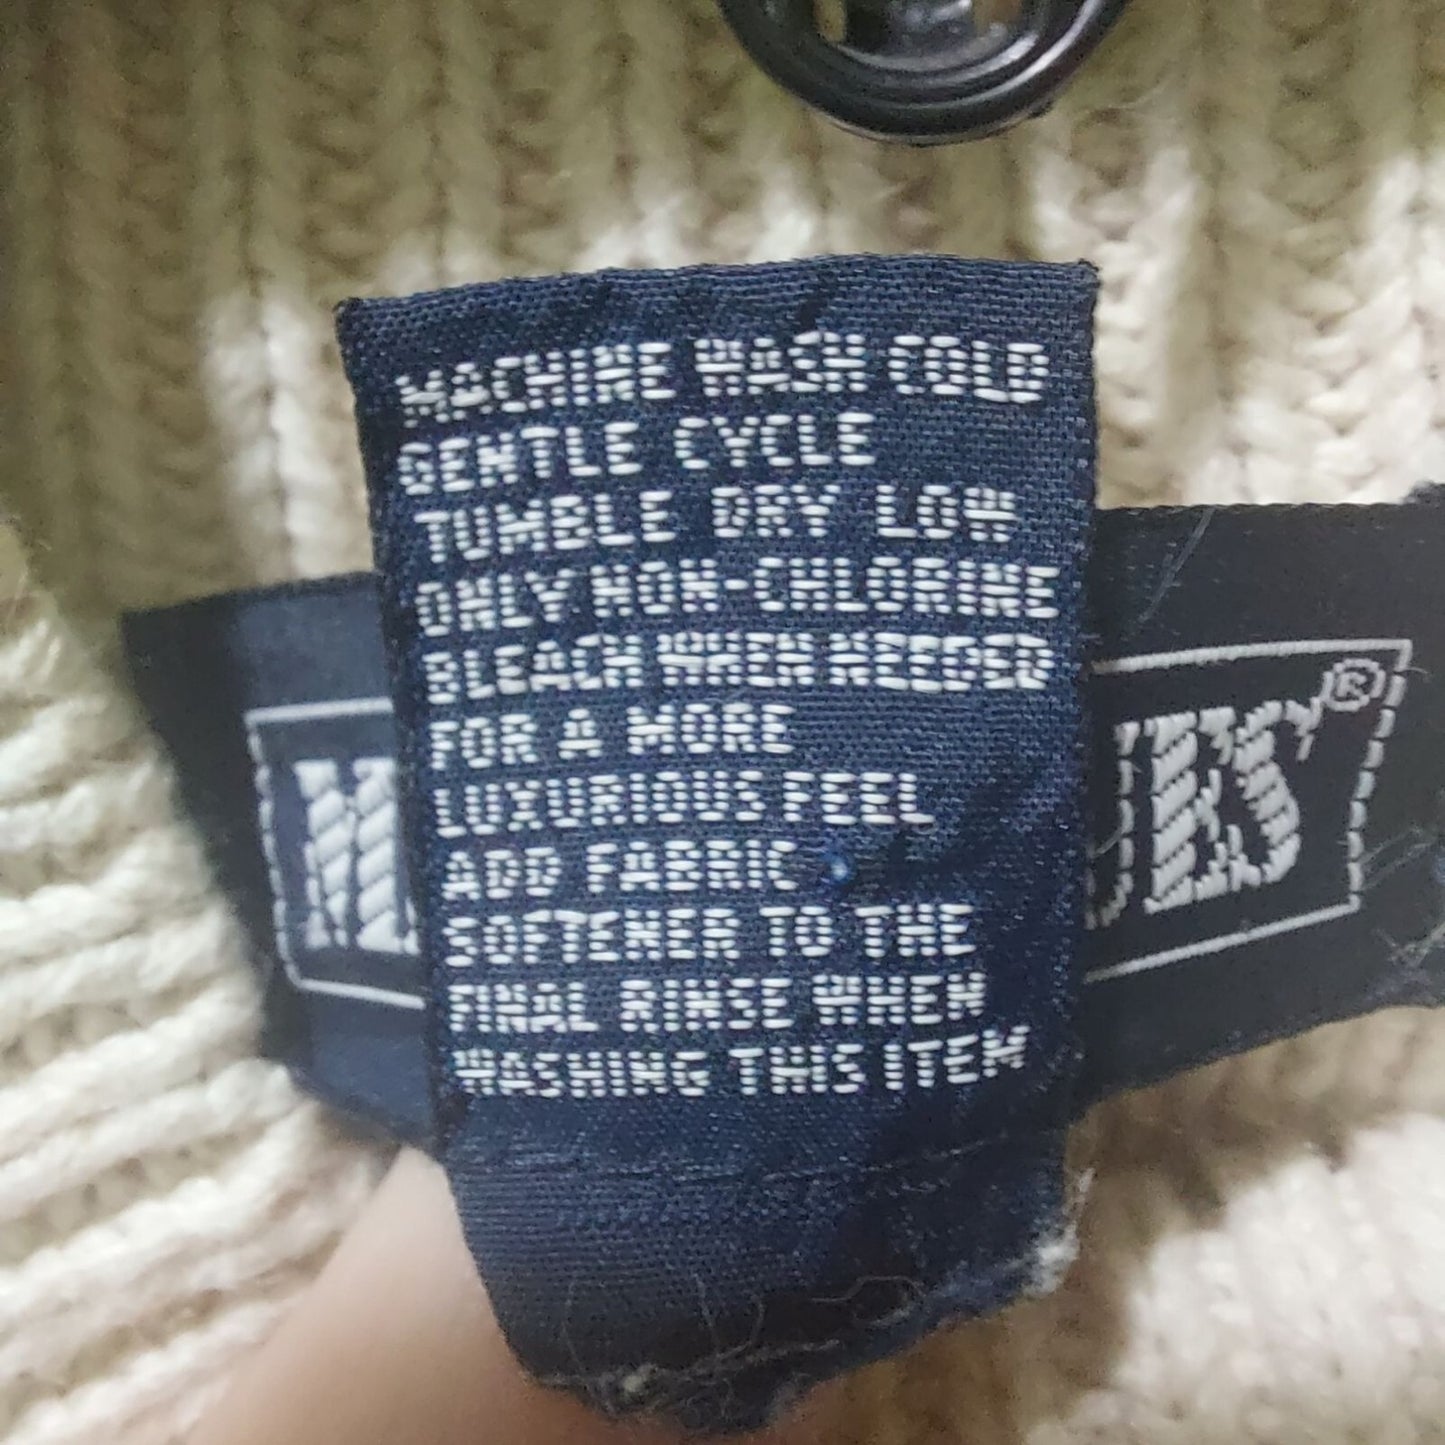 MACHINE WASH COLD
GENTLE CYCLE
TUMBLE DRY LOW
ONLY NON-CHLORINE
BLEACH WHEN NEEDED
FOR A MORE
LUXURIOUS FEEL
ADD FABRIC
SOFTENER TO THE
FINAL RINSE WHEN
WASHING THIS ITEM
®